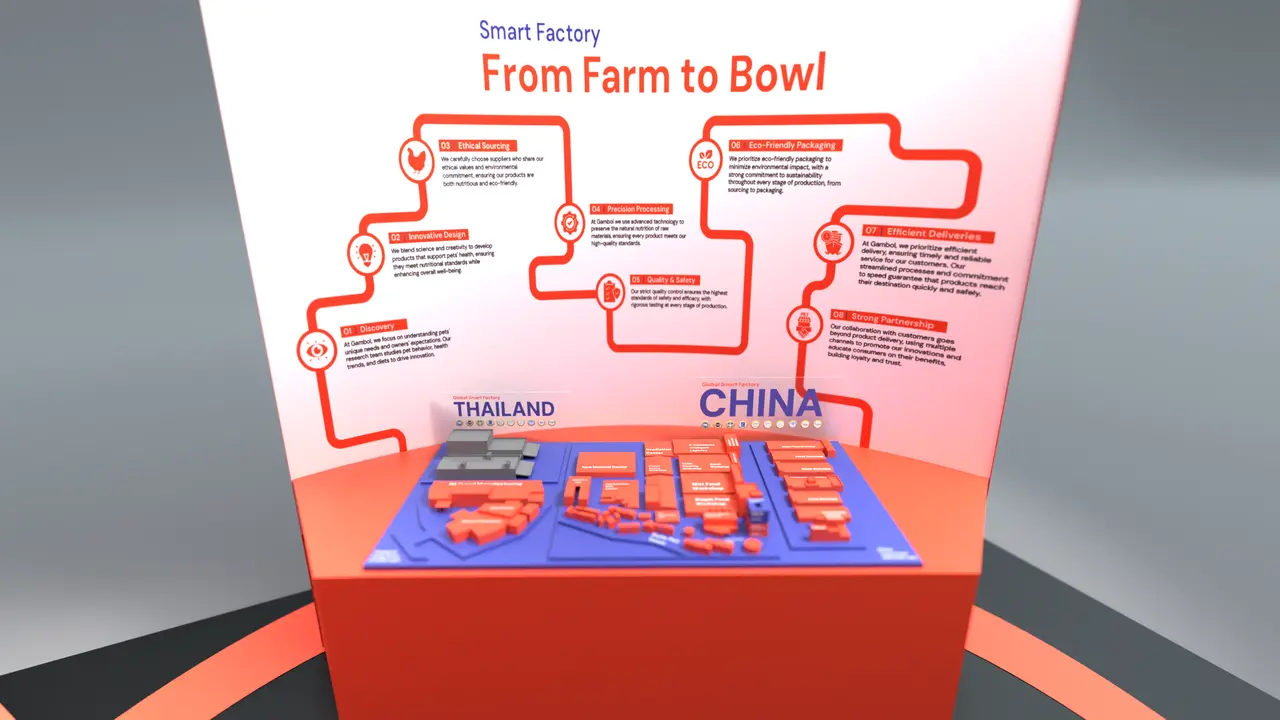 Smart Factory
From Farm to Bowl
01 Discovery
At Gambol, we focus on understanding pets'
unique needs and owners' expectations. Our
research team studies pet behavior, health
trends, and diets to drive innovation.
02 Innovative Design
We blend science and creativity to develop
products that support pets' health, ensuring
they meet nutritional standards while
enhancing overall well-being.
03 Ethical Sourcing
We carefully choose suppliers who share our
ethical values and environmental
commitment, ensuring our products are
both nutritious and eco-friendly.
04 Precision Processing
At Gambol we use advanced technology to
preserve the natural nutrition of raw
materials, ensuring every product meets our
high-quality standards.
05 Quality & Safety
Our strict quality control ensures the highest
standards of safety and efficacy, with
rigorous testing at every stage of production.
ECO
06 Eco-Friendly Packaging
We prioritize eco-friendly packaging to
minimize environmental impact, with a
strong commitment to sustainability
throughout every stage of production, from
sourcing to packaging.
07 Efficient Deliveries
At Gambol, we prioritize efficient
delivery, ensuring timely and reliable
service for our customers. Our
streamlined processes and commitment
to speed guarantee that products reach
their destination quickly and safely.
PET
08 Strong Partnership
Our collaboration with customers goes
beyond product delivery, using multiple
channels to promote our innovations and
educate consumers on their benefits,
building loyalty and trust.
Global Smart Factory
THAILAND
Global Smart Factory
CHINA
Wet Food
Workshop
Staple Food
Workshop